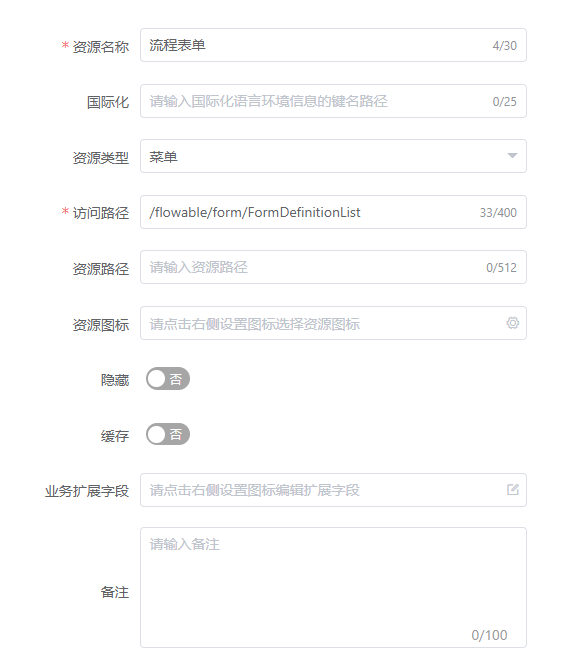 * 资源名称 流程表单 4/30
国际化 请输入国际化语言环境信息的键名路径 0/25
资源类型 菜单
* 访问路径 /flowable/form/FormDefinitionList 33/400
资源路径 请输入资源路径 0/512
资源图标 请点击右侧设置图标选择资源图标
隐藏 否
缓存 否
业务扩展字段 请点击右侧设置图标编辑扩展字段
请输入备注
备注
0/100